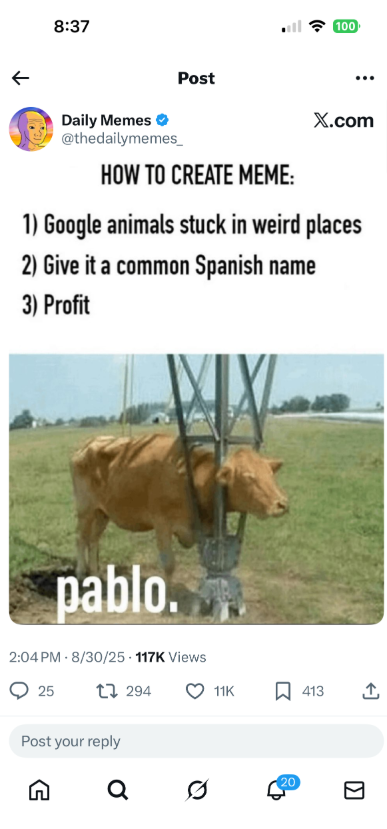 8:37
100
Post
Daily Memes
X.com
@thedailymemes_
HOW TO CREATE MEME:
1) Google animals stuck in weird places
2) Give it a common Spanish name
3) Profit
pablo.
2:04 PM · 8/30/25 · 117K Views
25 294 11K 413
Post your reply
20